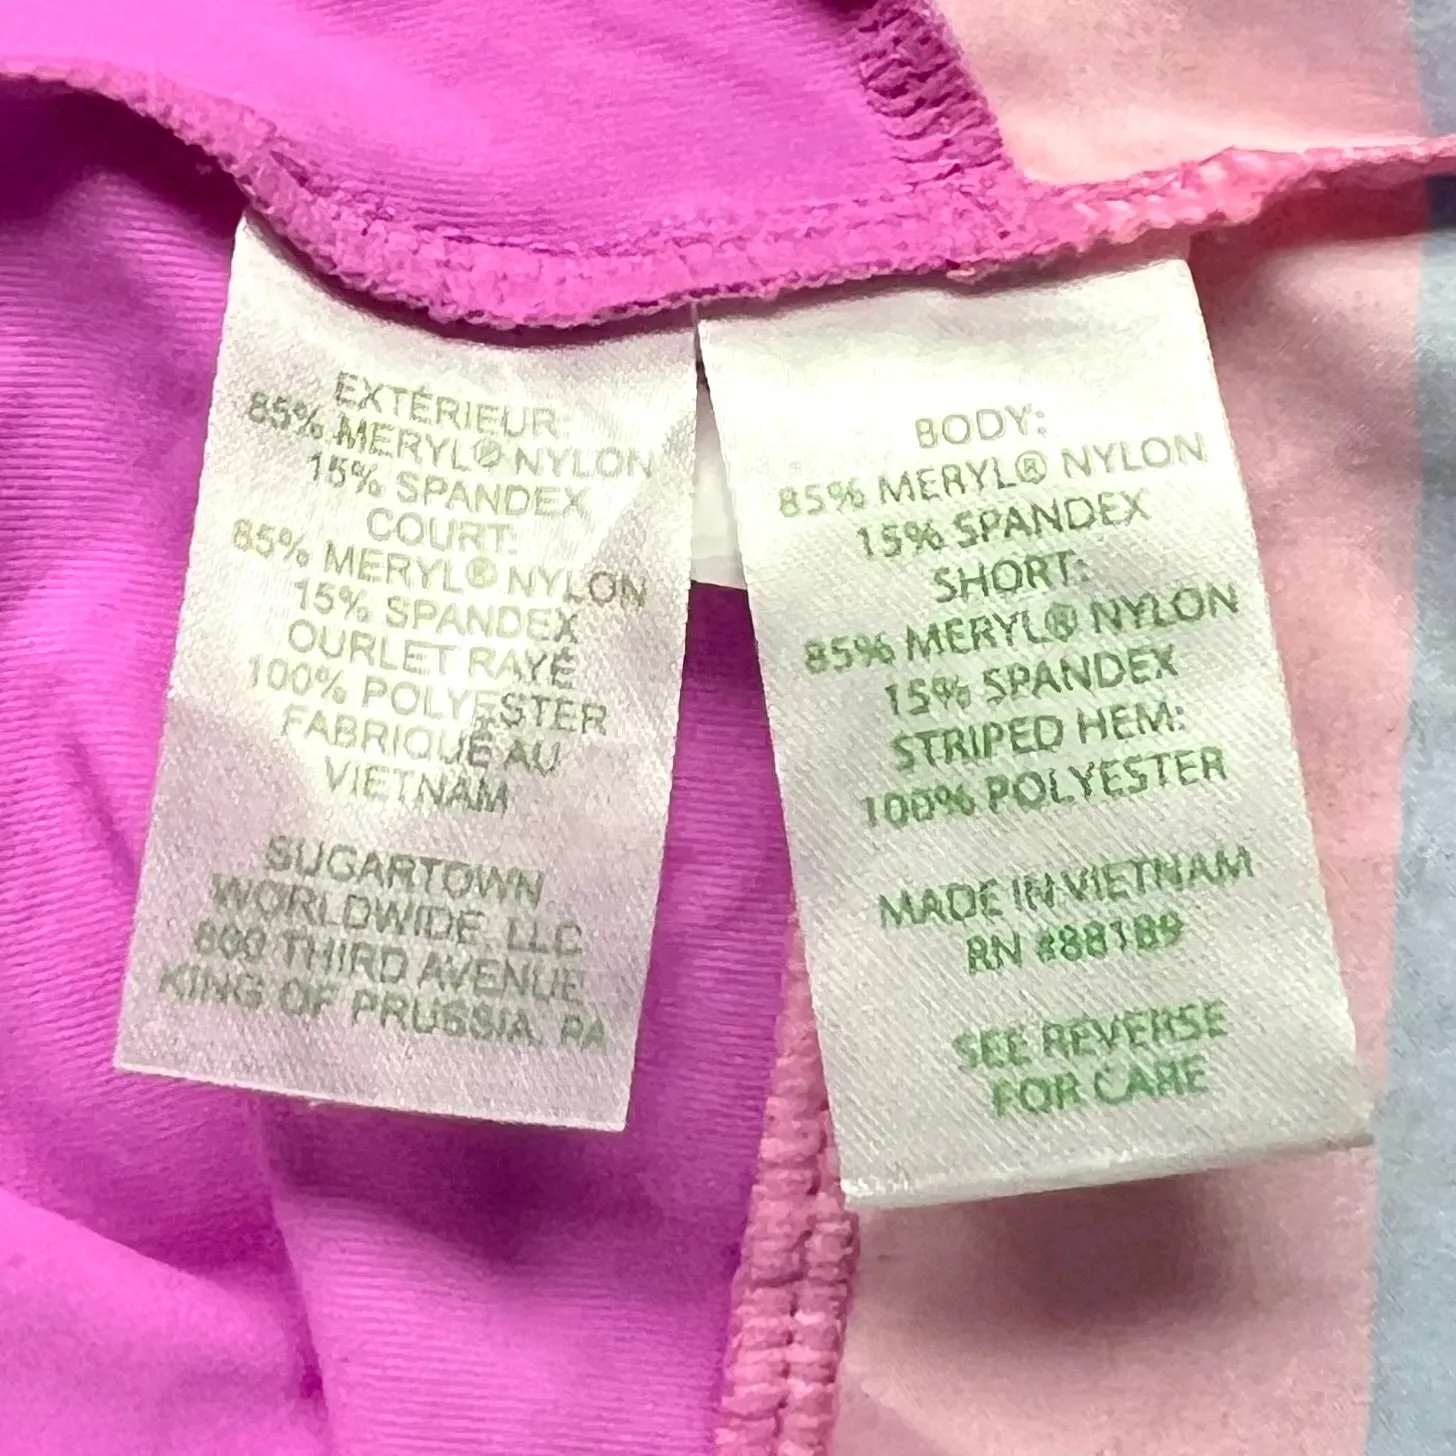 EXTÉRIEUR:
85% MERYL® NYLON
15% SPANDEX
COURT:
85% MERYL® NYLON
15% SPANDEX
OURLET RAYÉ
100% POLYESTER
FABRIQUÉ AU
VIETNAM
SUGARTOWN
WORLDWIDE, LLC
800 THIRD AVENUE
KING OF PRUSSIA, PA
BODY:
85% MERYL® NYLON
15% SPANDEX
SHORT:
85% MERYL® NYLON
15% SPANDEX
STRIPED HEM:
100% POLYESTER
MADE IN VIETNAM
RN #88189
SEE REVERSE
FOR CARE